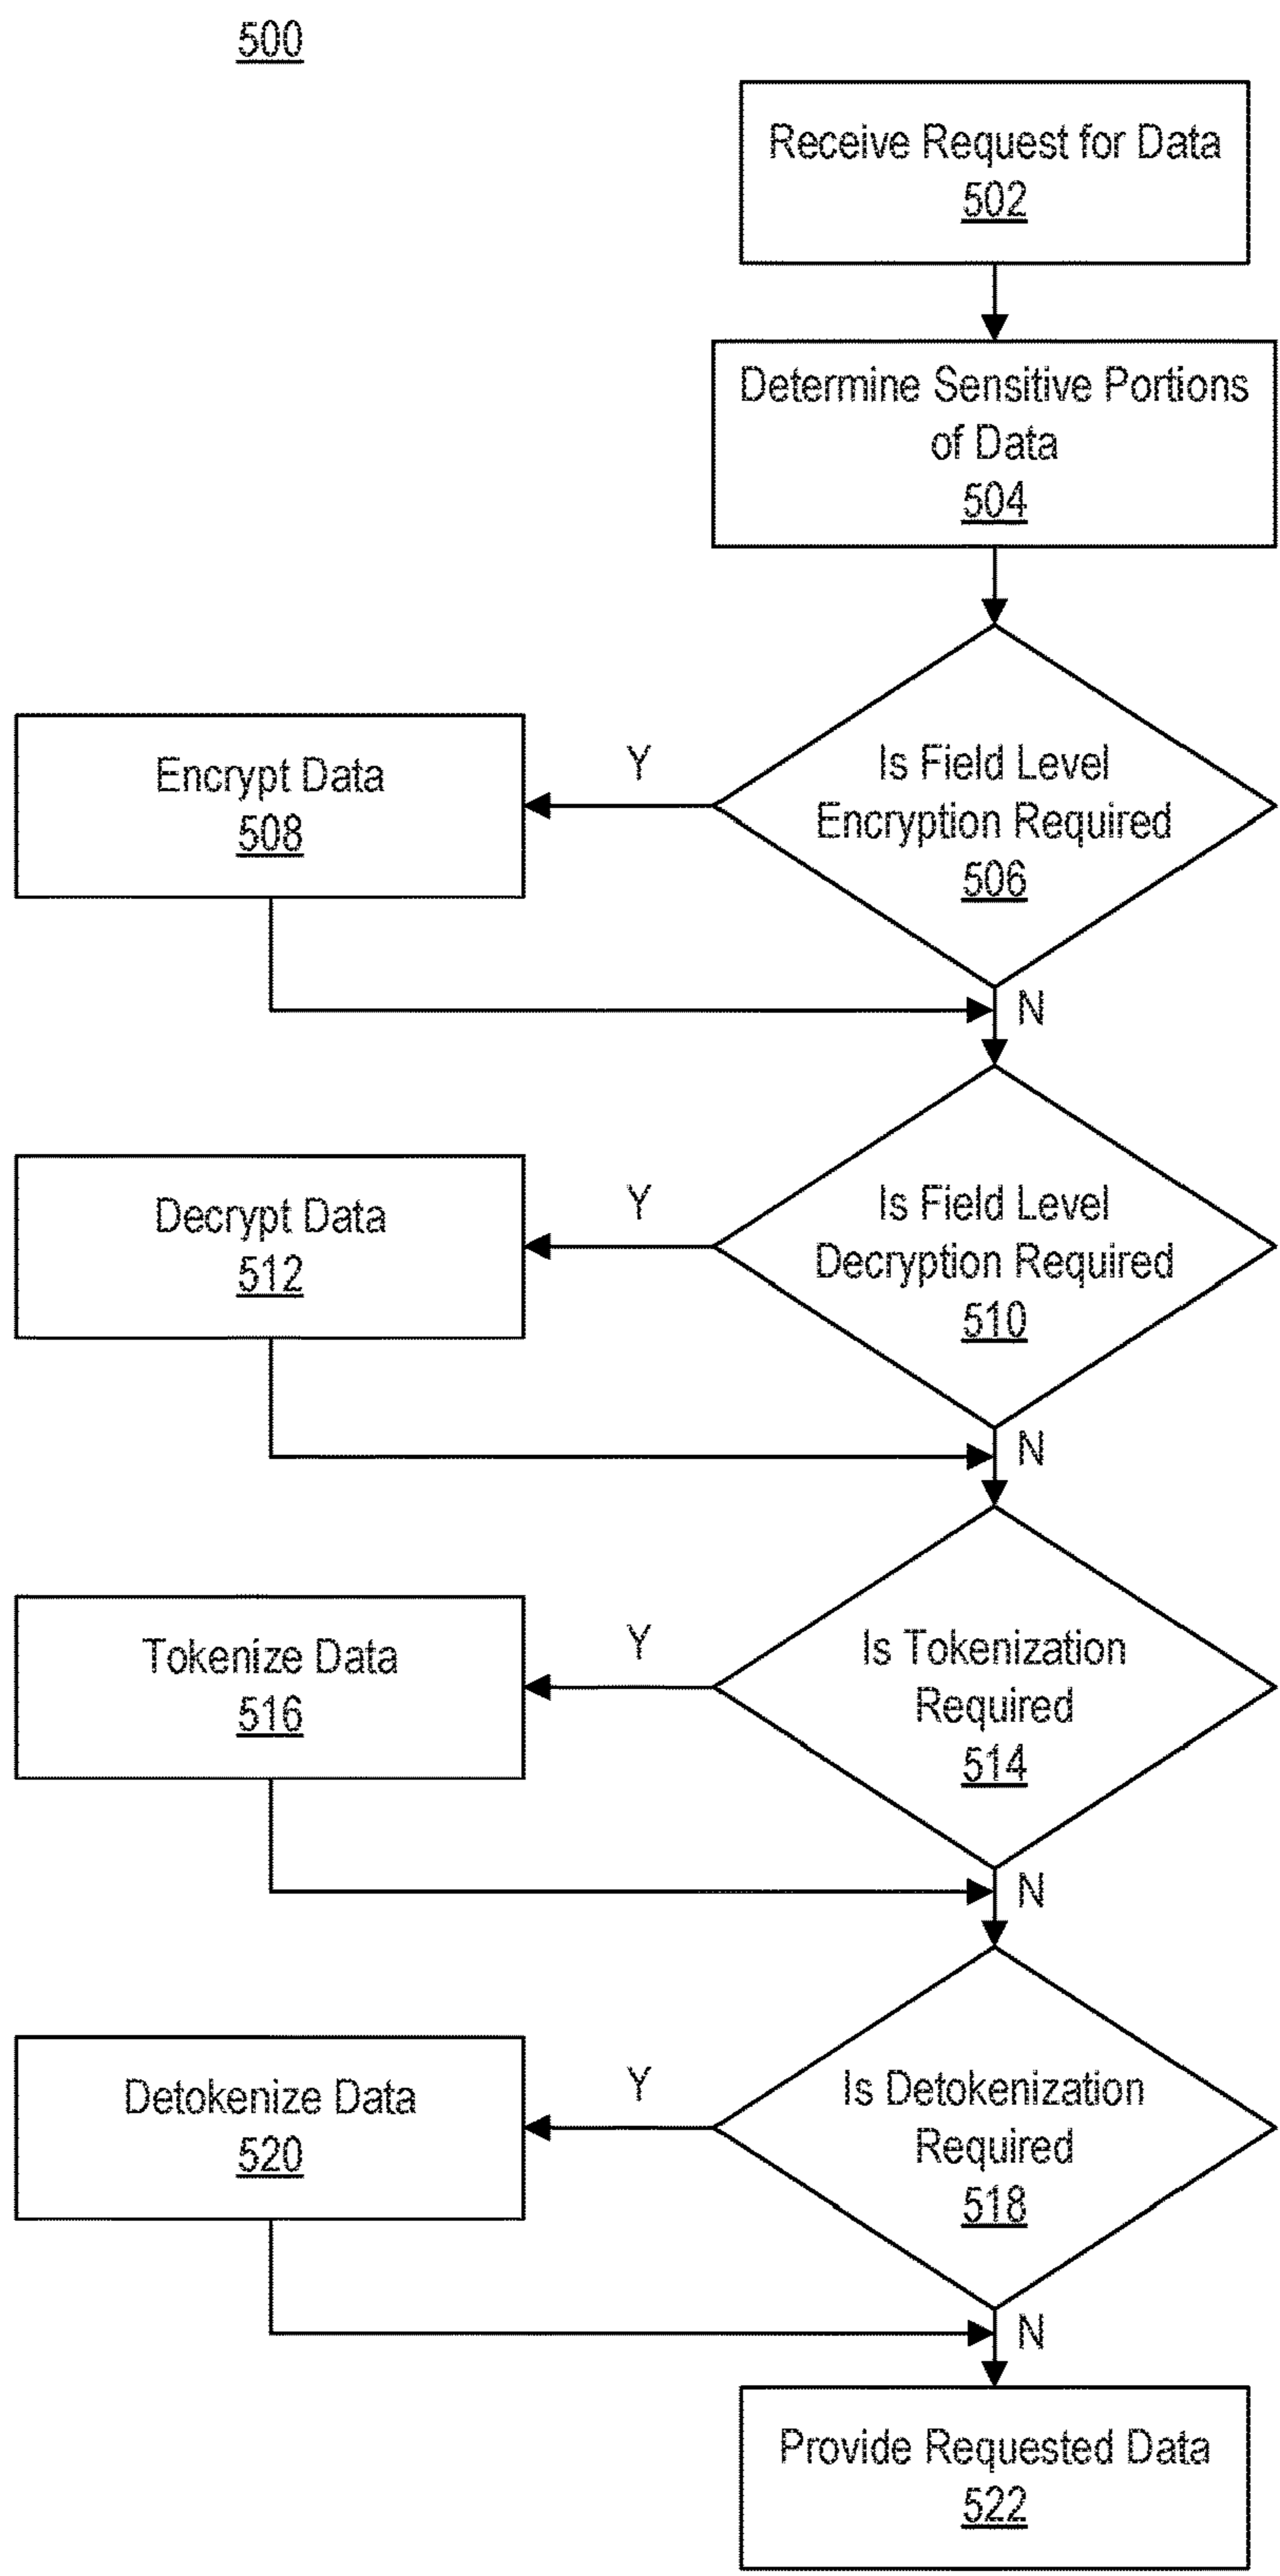 500
Receive Request for Data
502
Determine Sensitive Portions
of Data
504
Is Field Level
Encryption Required
506
Y
Encrypt Data
508
N
Is Field Level
Decryption Required
510
Y
Decrypt Data
512
N
Is Tokenization
Required
514
Y
Tokenize Data
516
N
Is Detokenization
Required
518
Y
Detokenize Data
520
N
Provide Requested Data
522